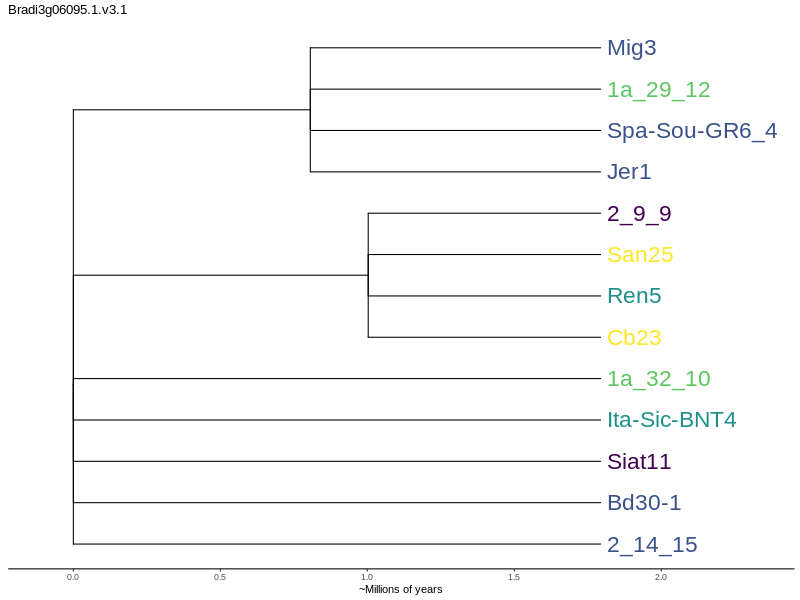 Bradi3g06095.1.v3.1
Mig3
1a_29_12
Spa-Sou-GR6_4
Jer1
2_9_9
San25
Ren5
Cb23
1a_32_10
Ita-Sic-BNT4
Siat11
Bd30-1
2_14_15
0.0 0.5 1.0 1.5 2.0
~Millions of years